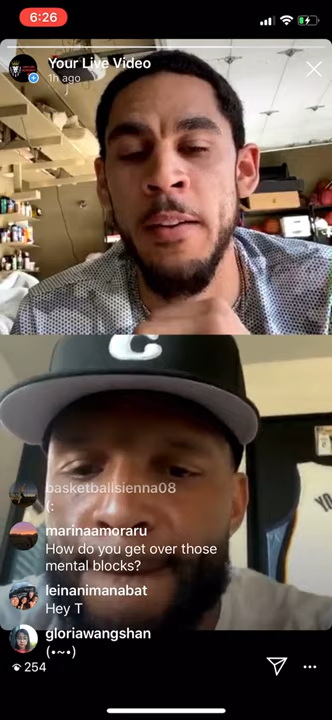 6:26
Your Live Video
1h ago
C
basketballsienna08
(:
marinaamoraru
How do you get over those
mental blocks?
leinanimanabat
Hey T
gloriawangshan
(•~•)
254